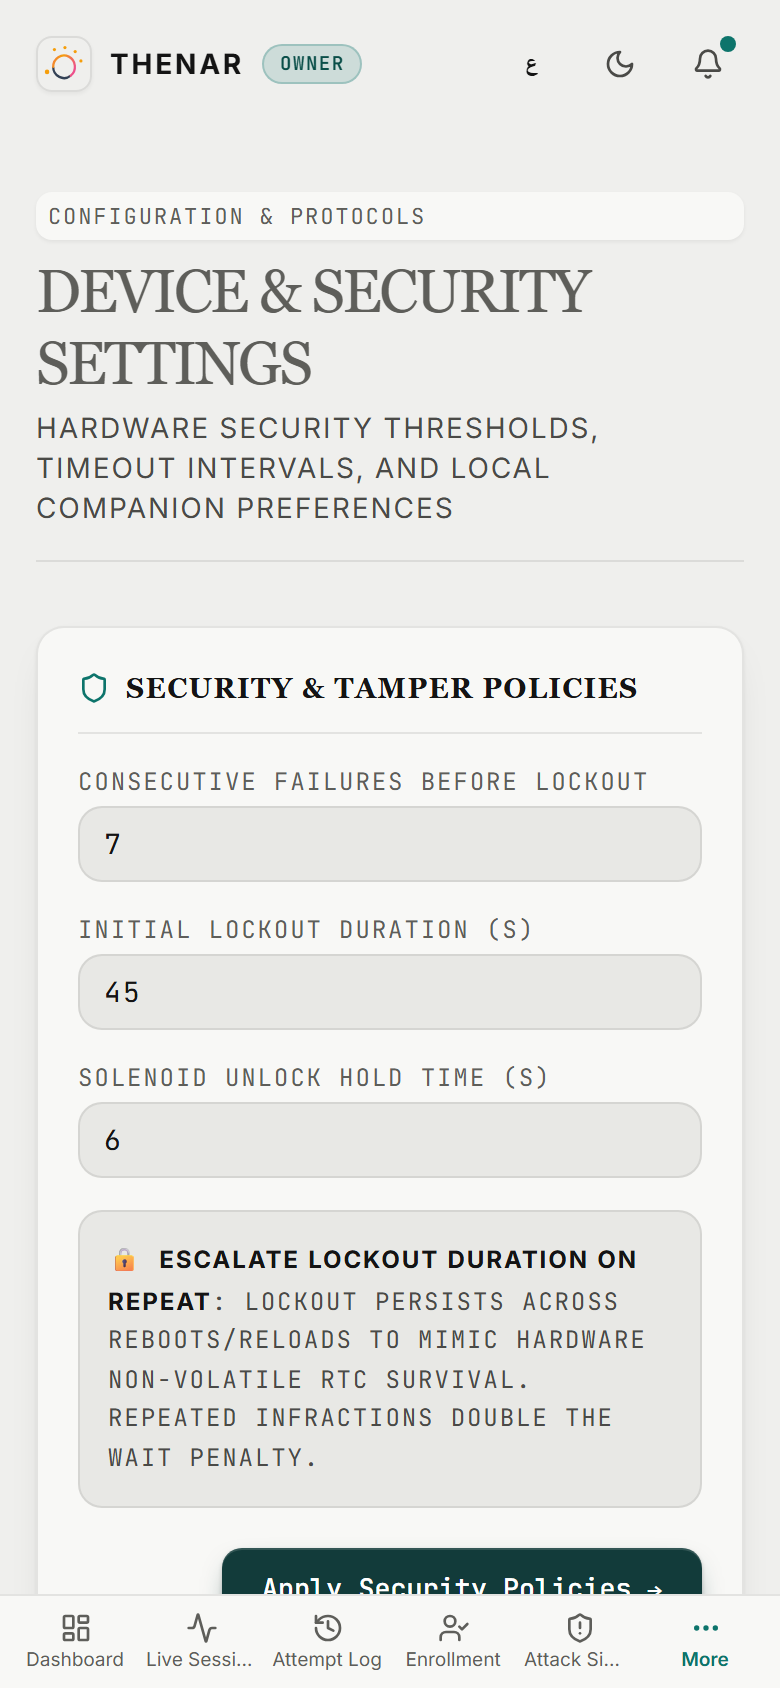 THENAR
OWNER
ع
CONFIGURATION & PROTOCOLS
DEVICE & SECURITY
SETTINGS
HARDWARE SECURITY THRESHOLDS,
TIMEOUT INTERVALS, AND LOCAL
COMPANION PREFERENCES
SECURITY & TAMPER POLICIES
CONSECUTIVE FAILURES BEFORE LOCKOUT
7
INITIAL LOCKOUT DURATION (S)
45
SOLENOID UNLOCK HOLD TIME (S)
6
🔒 ESCALATE LOCKOUT DURATION ON
REPEAT: LOCKOUT PERSISTS ACROSS
REBOOTS/RELOADS TO MIMIC HARDWARE
NON-VOLATILE RTC SURVIVAL.
REPEATED INFRACTIONS DOUBLE THE
WAIT PENALTY.
Apply Security Policies →
Dashboard
Live Sessi...
Attempt Log
Enrollment
Attack Si...
More